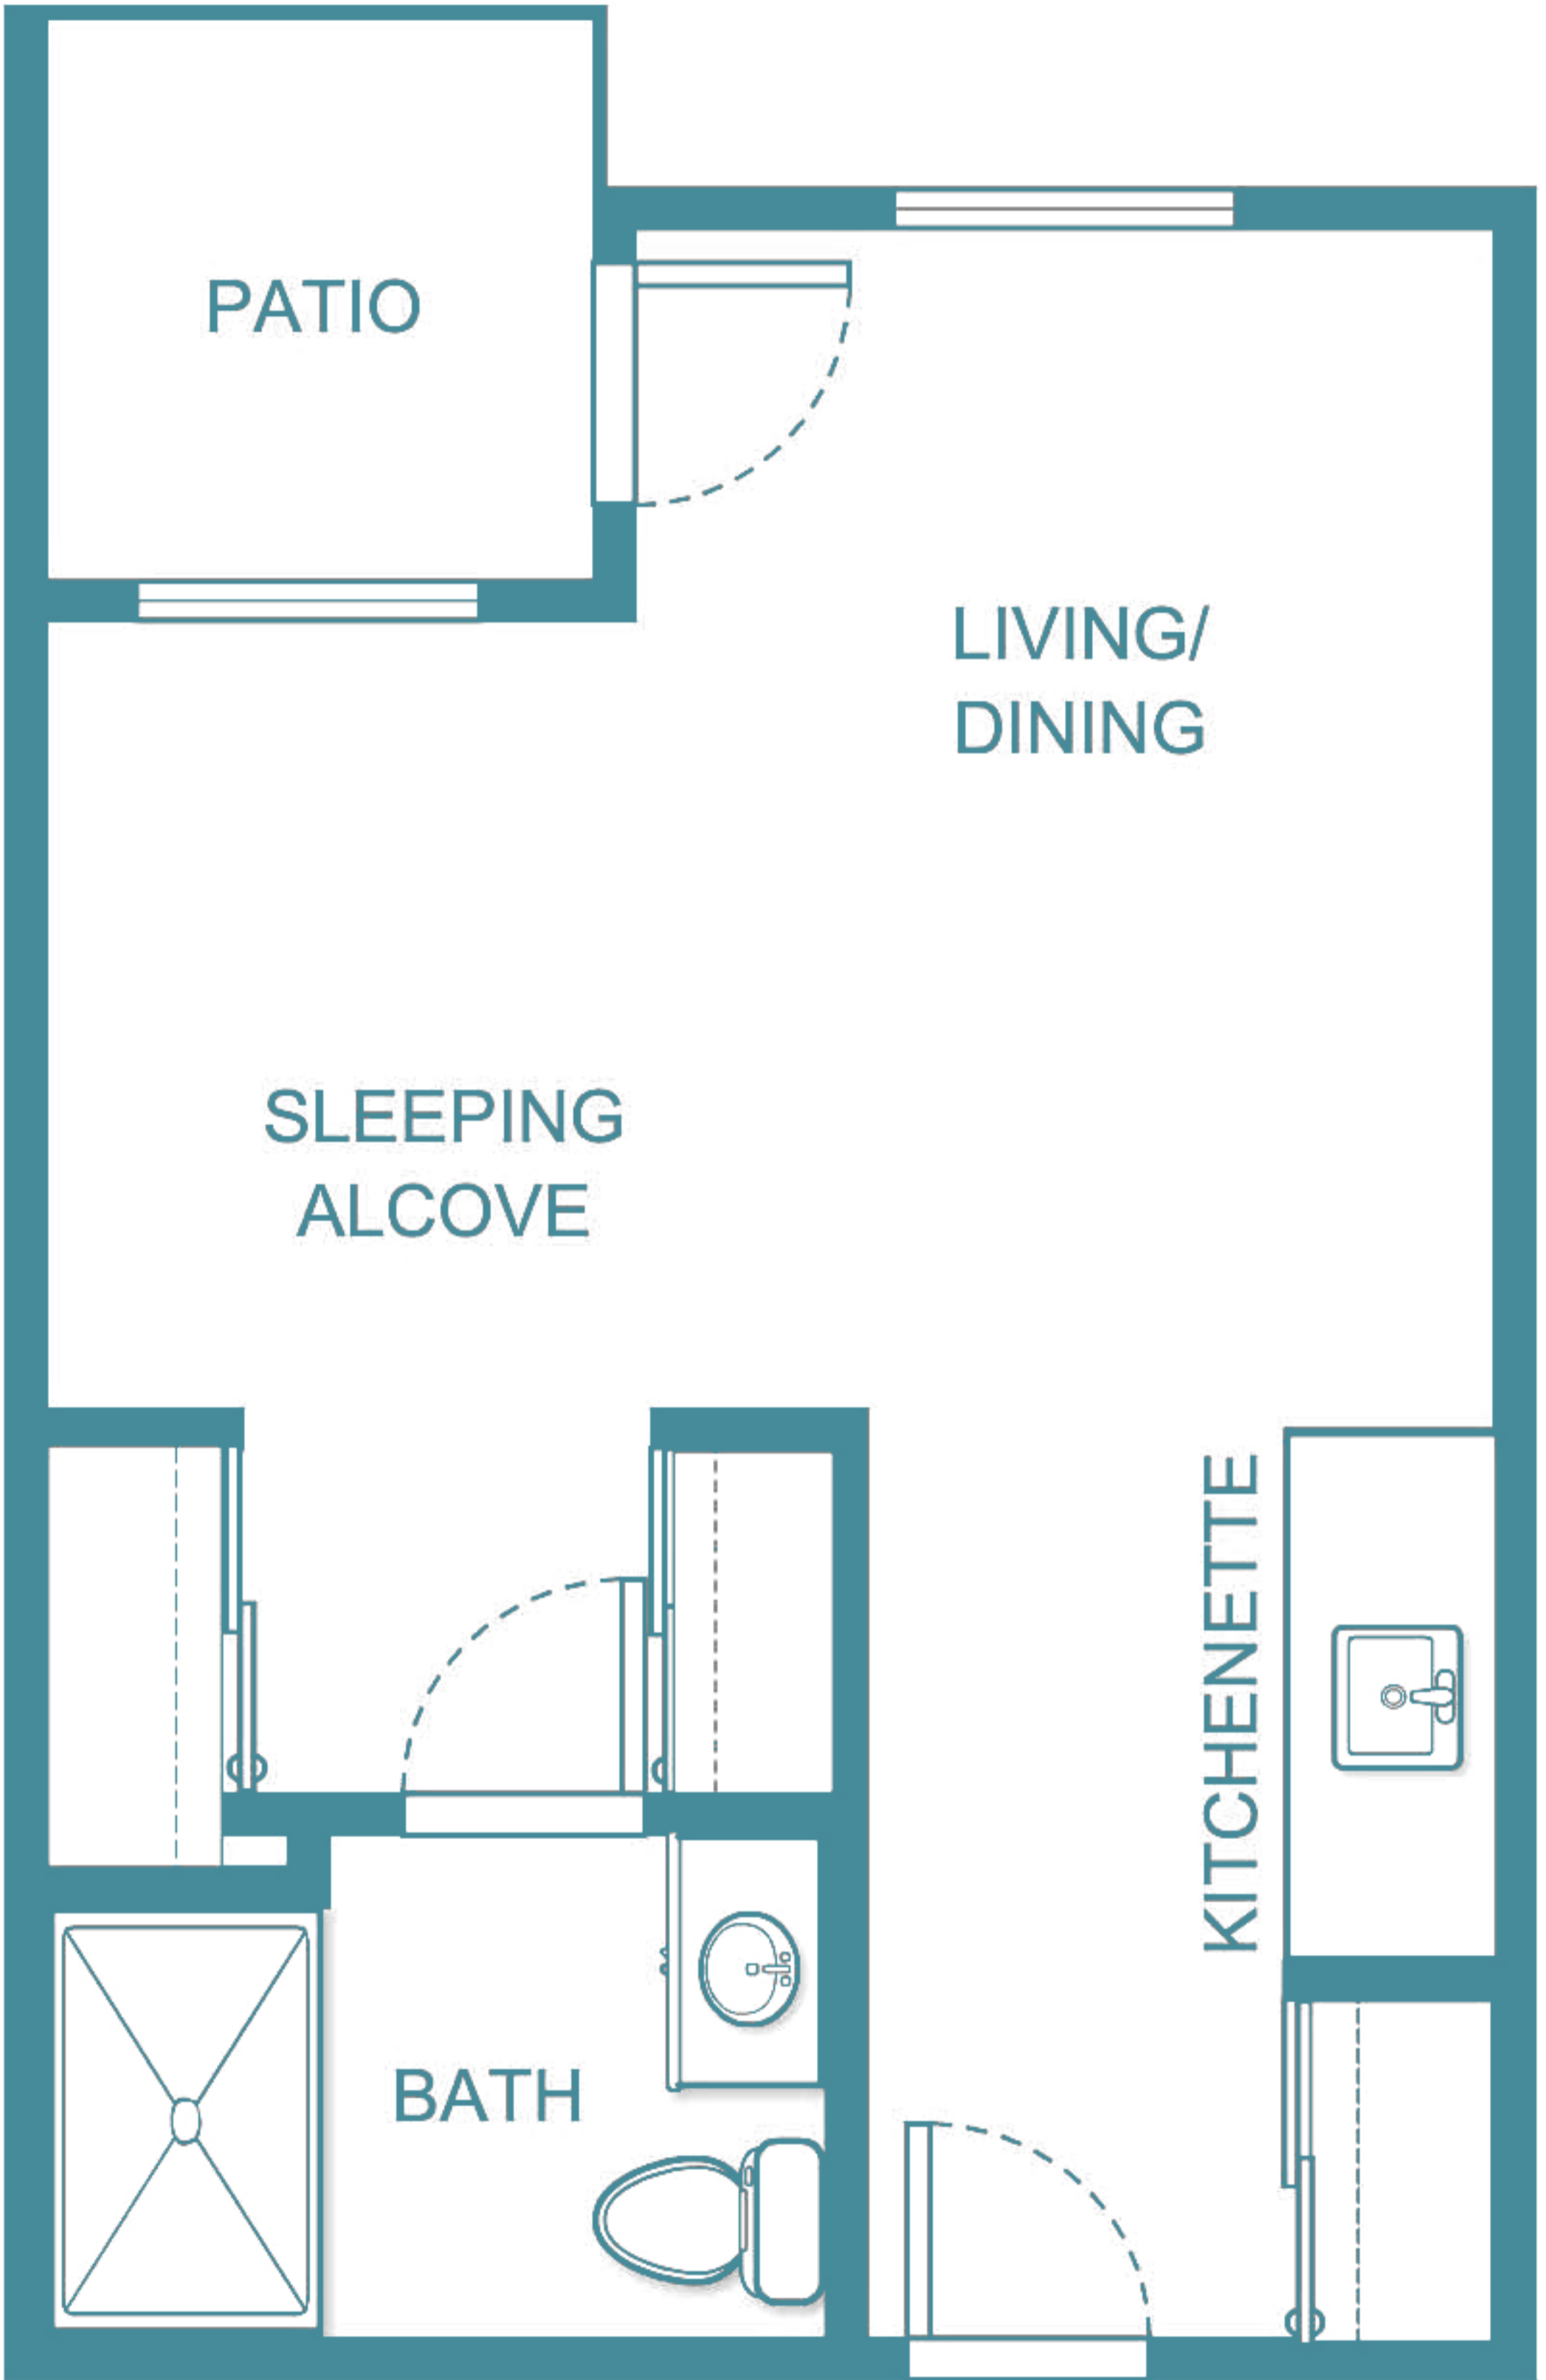 PATIO
LIVING/
DINING
SLEEPING
ALCOVE
KITCHENETTE
BATH